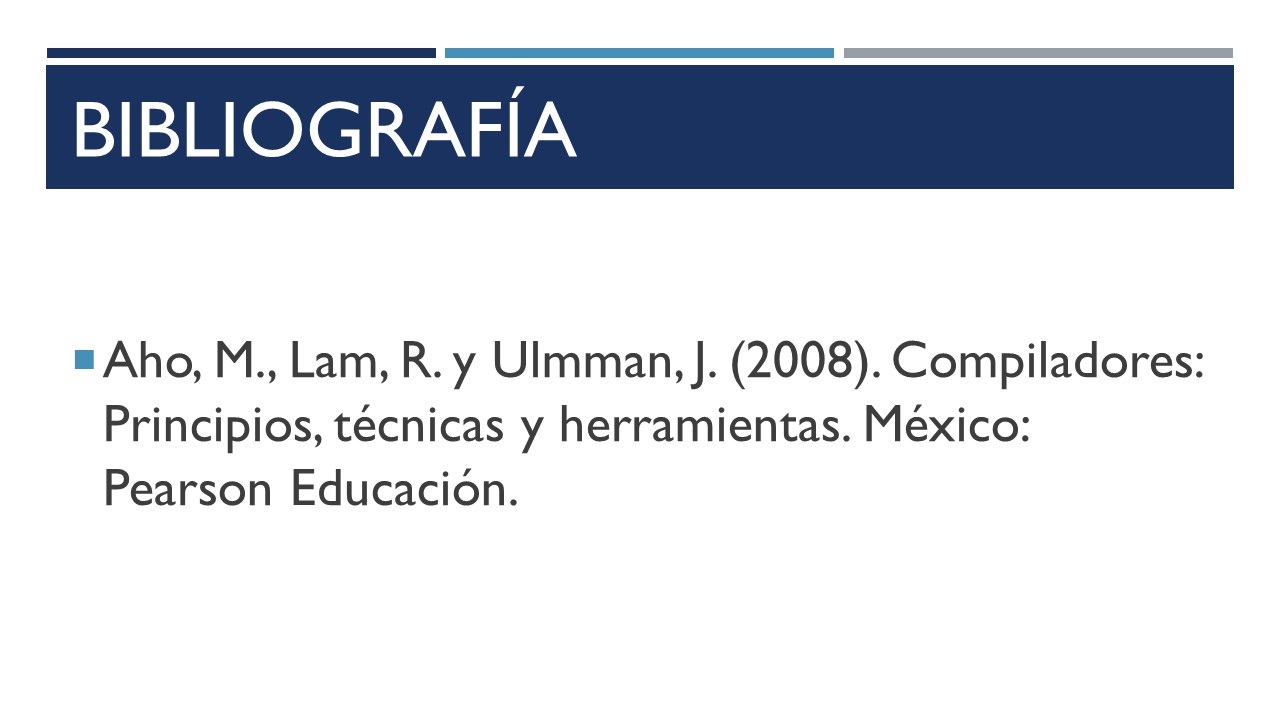 BIBLIOGRAFÍA
Aho, M., Lam, R. y Ulmman, J. (2008). Compiladores:
Principios, técnicas y herramientas. México:
Pearson Educación.